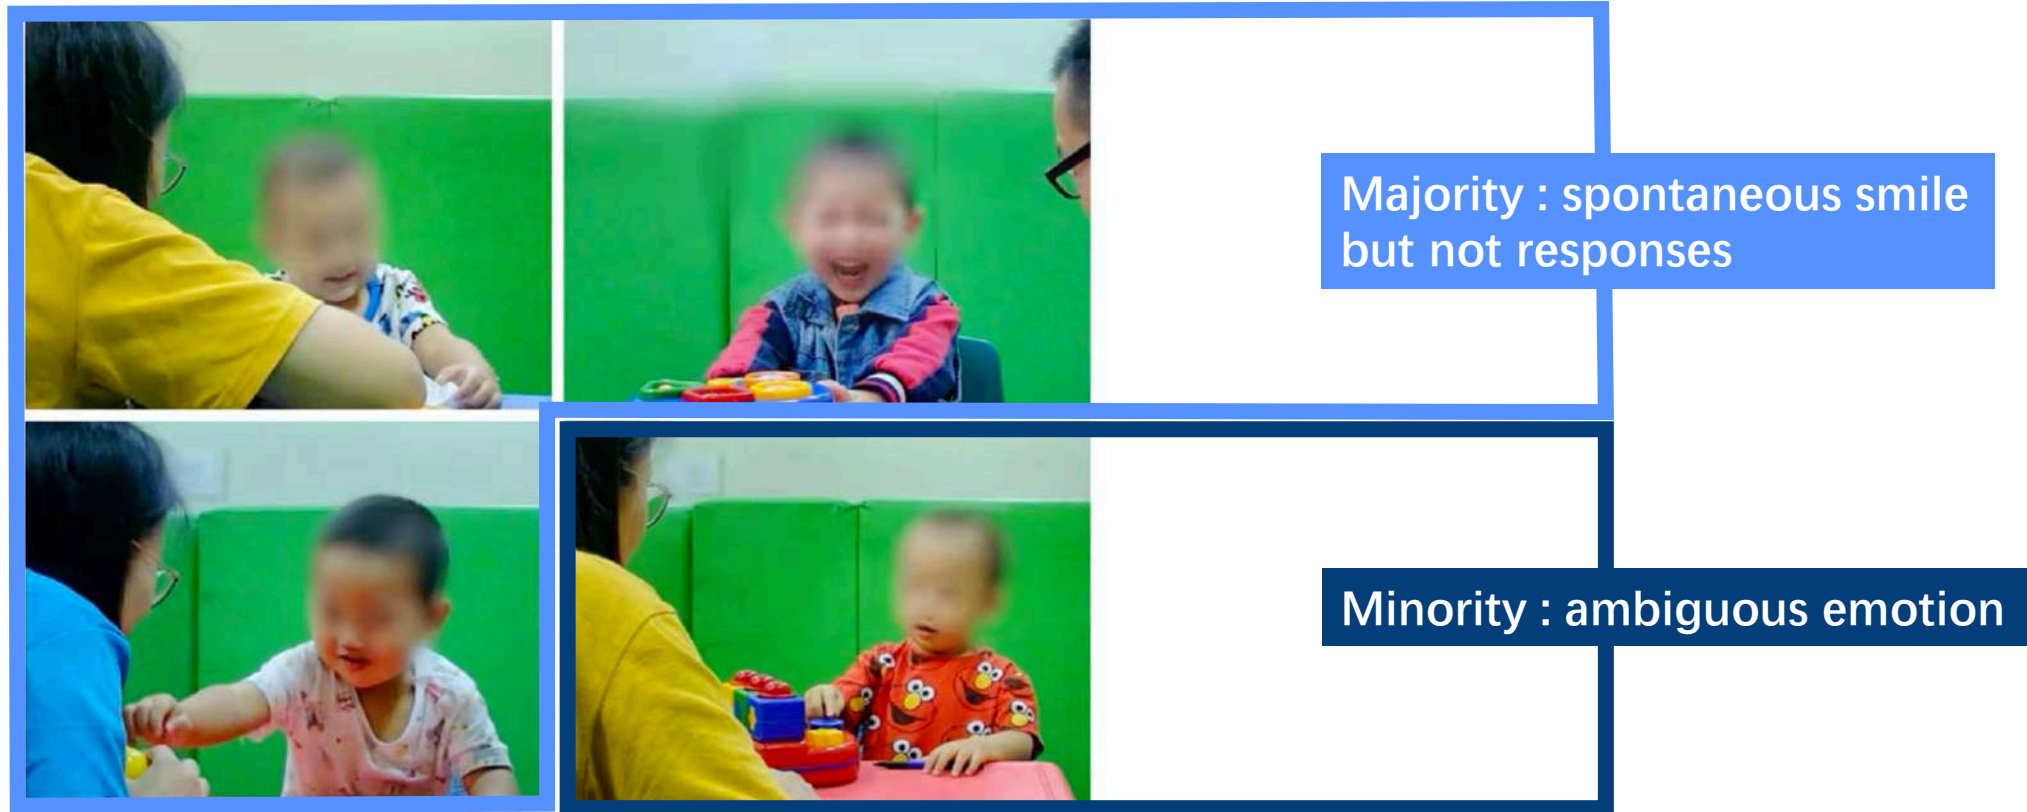 Majority : spontaneous smile
but not responses
Minority : ambiguous emotion